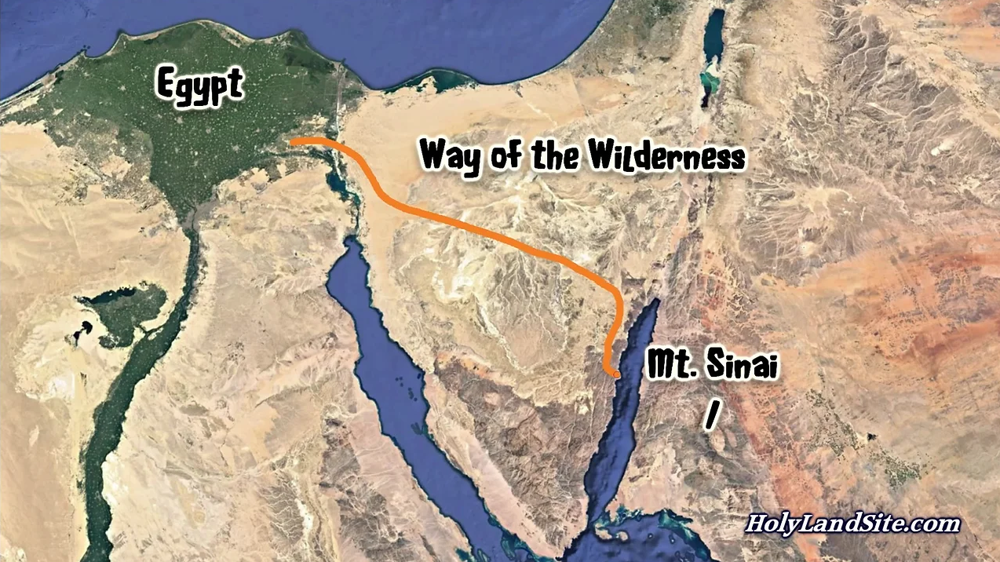 Egypt
Way of the Wilderness
Mt. Sinai
HolyLandSite.com